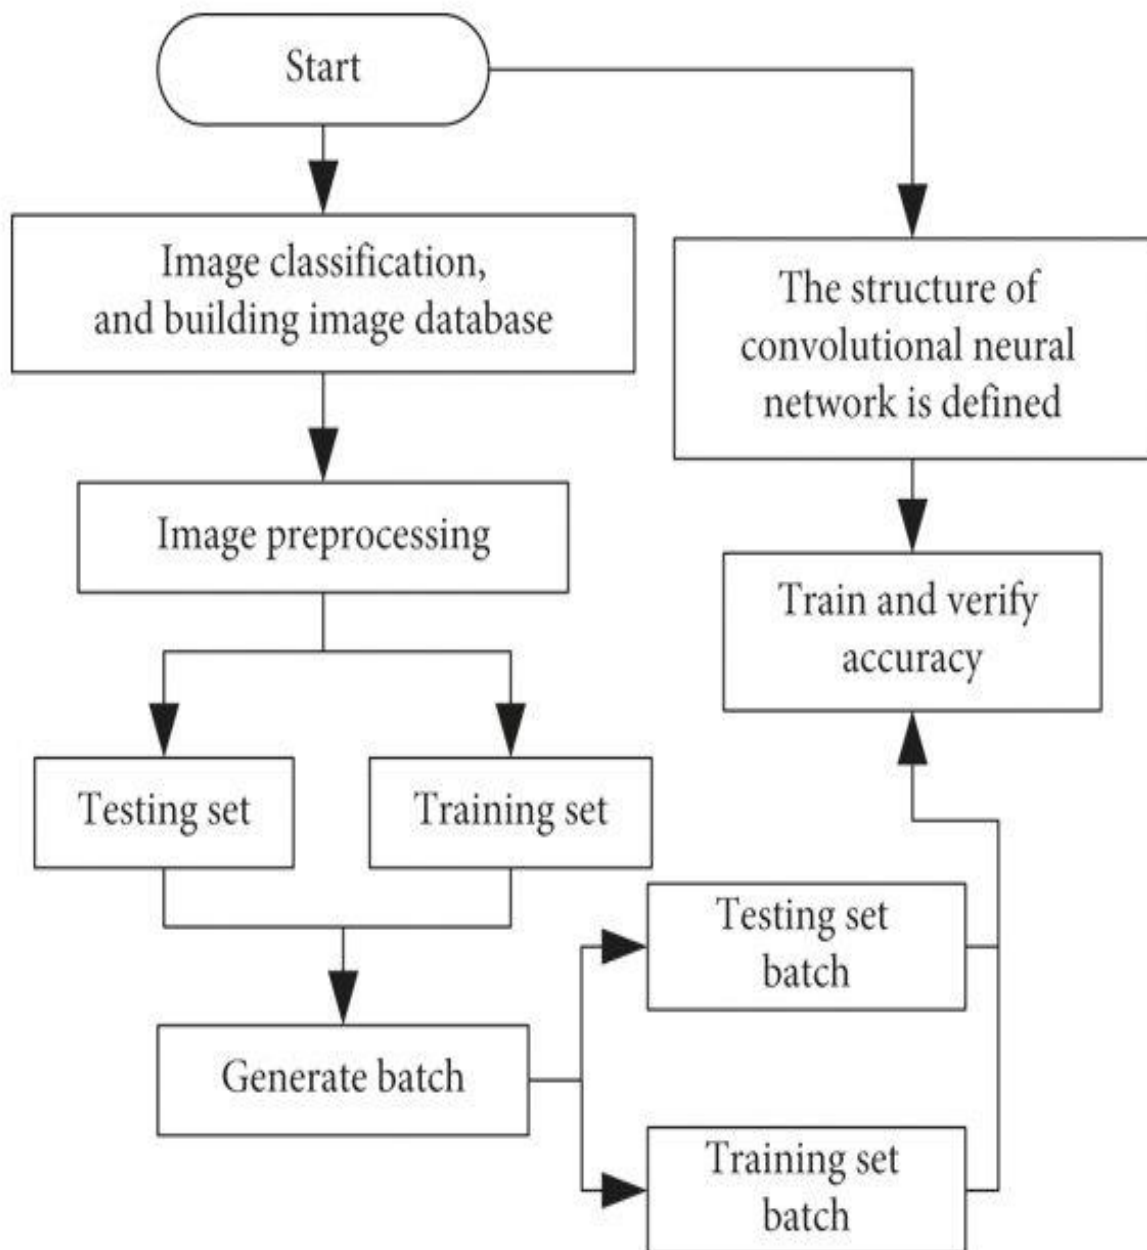 Start
Image classification,
and building image database
The structure of
convolutional neural
network is defined
Image preprocessing
Train and verify
accuracy
Testing set
Training set
Testing set
batch
Generate batch
Training set
batch